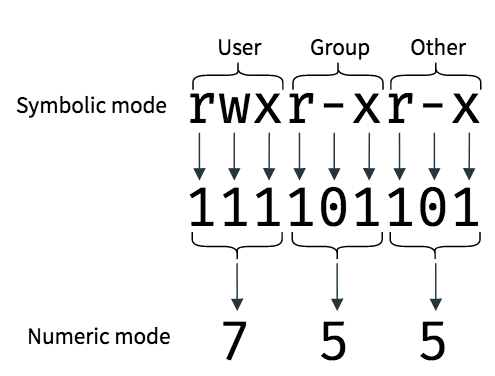 User Group Other
Symbolic mode rwxr-xr-x
111101101
Numeric mode 7 5 5